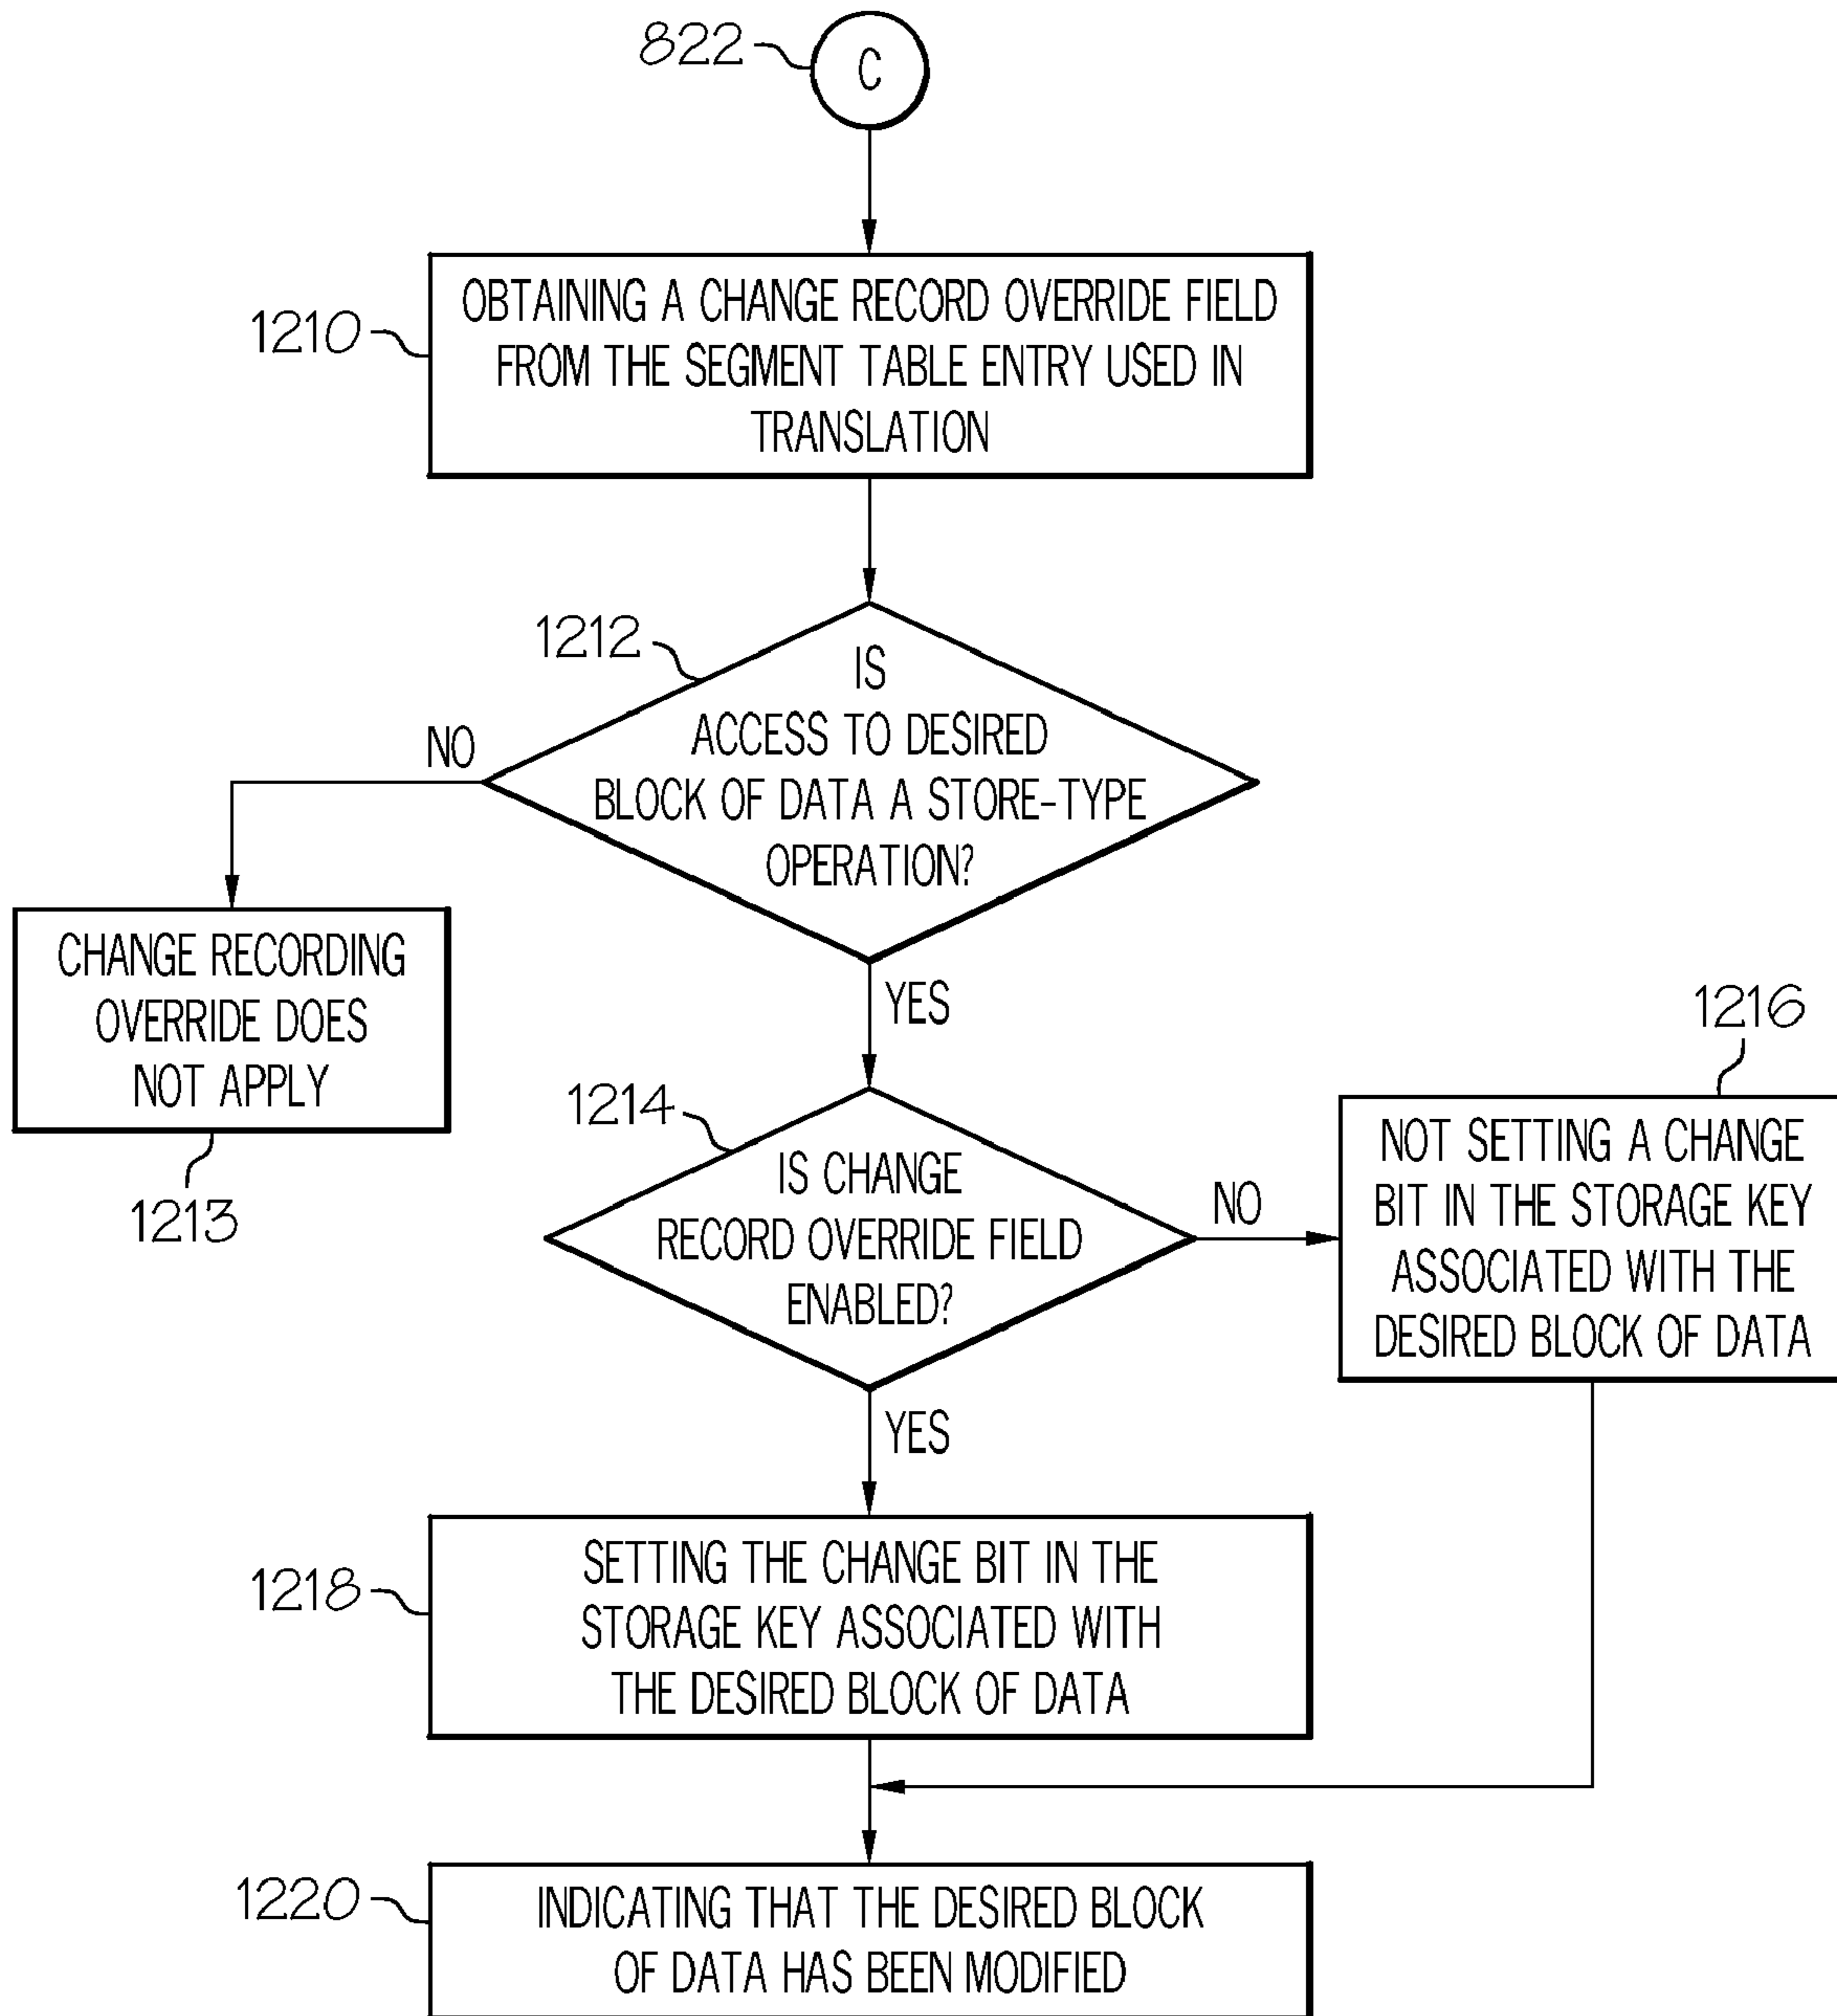 822
C
1210
OBTAINING A CHANGE RECORD OVERRIDE FIELD
FROM THE SEGMENT TABLE ENTRY USED IN
TRANSLATION
1212
IS
ACCESS TO DESIRED
BLOCK OF DATA A STORE-TYPE
OPERATION?
NO
YES
CHANGE RECORDING
OVERRIDE DOES
NOT APPLY
1213
1214
IS CHANGE
RECORD OVERRIDE FIELD
ENABLED?
NO
YES
1216
NOT SETTING A CHANGE
BIT IN THE STORAGE KEY
ASSOCIATED WITH THE
DESIRED BLOCK OF DATA
1218
SETTING THE CHANGE BIT IN THE
STORAGE KEY ASSOCIATED WITH
THE DESIRED BLOCK OF DATA
1220
INDICATING THAT THE DESIRED BLOCK
OF DATA HAS BEEN MODIFIED